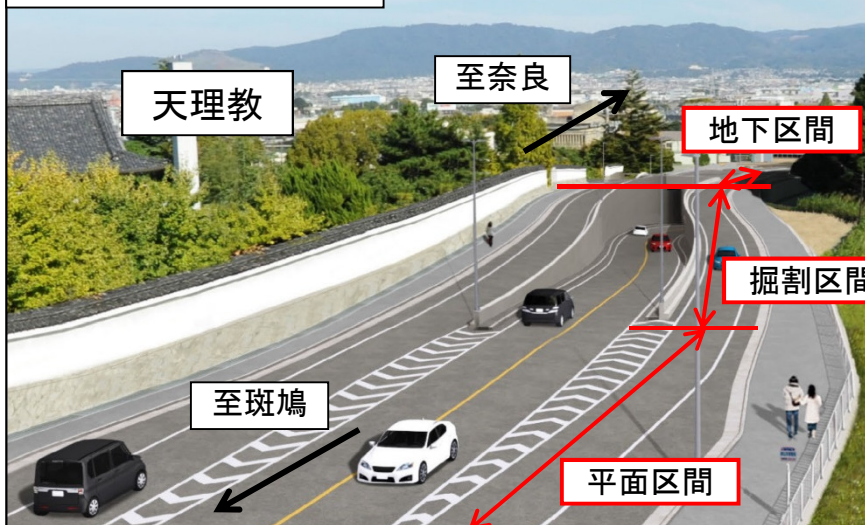 天理教
至奈良
地下区間
掘割区間
至斑鳩
平面区間